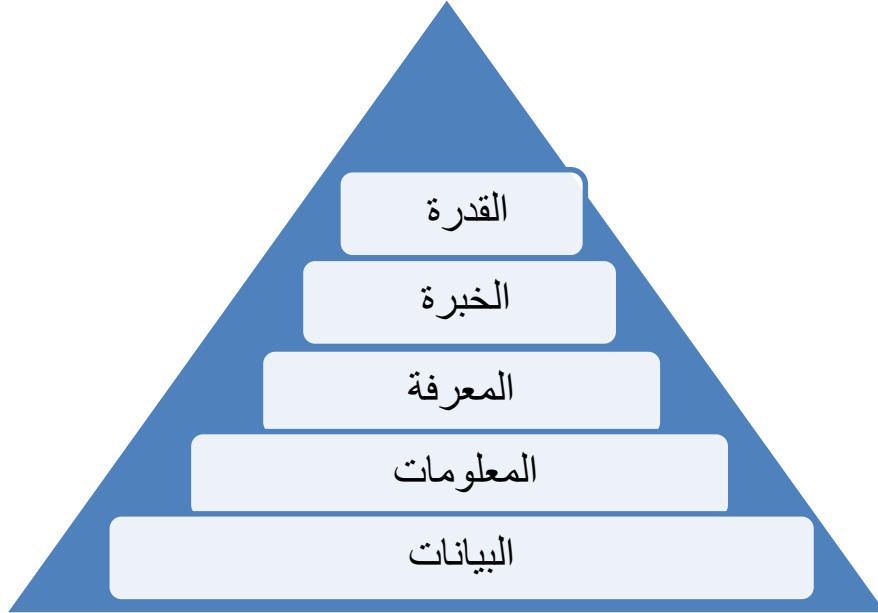 القدرة
الخبرة
المعرفة
المعلومات
البيانات